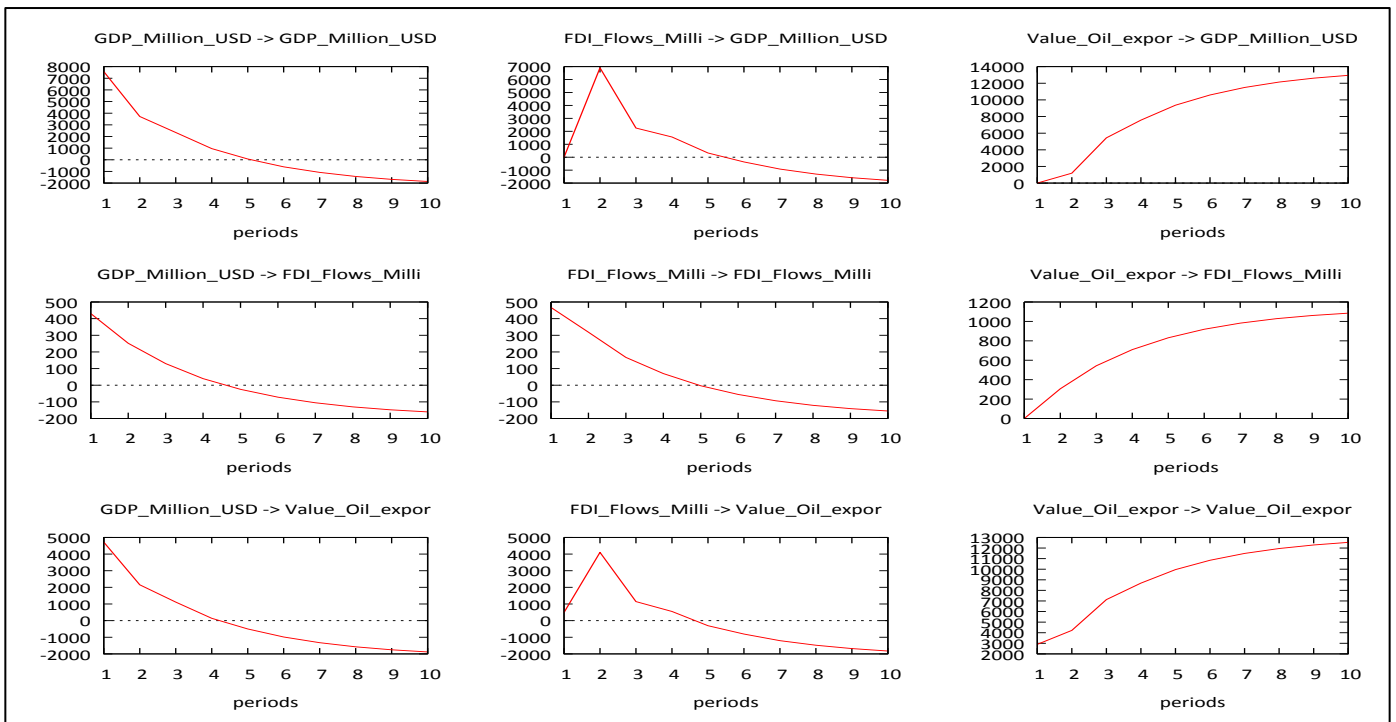 GDP_Million_USD -> GDP_Million_USD
8000
7000
6000
5000
4000
3000
2000
1000
0
-1000
-2000
1 2 3 4 5 6 7 8 9 10
periods
FDI_Flows_Milli -> GDP_Million_USD
7000
6000
5000
4000
3000
2000
1000
0
-1000
-2000
1 2 3 4 5 6 7 8 9 10
periods
Value_Oil_expor -> GDP_Million_USD
14000
12000
10000
8000
6000
4000
2000
0
1 2 3 4 5 6 7 8 9 10
periods
GDP_Million_USD -> FDI_Flows_Milli
500
400
300
200
100
0
-100
-200
1 2 3 4 5 6 7 8 9 10
periods
FDI_Flows_Milli -> FDI_Flows_Milli
500
400
300
200
100
0
-100
-200
1 2 3 4 5 6 7 8 9 10
periods
Value_Oil_expor -> FDI_Flows_Milli
1200
1000
800
600
400
200
0
1 2 3 4 5 6 7 8 9 10
periods
GDP_Million_USD -> Value_Oil_expor
5000
4000
3000
2000
1000
0
-1000
-2000
1 2 3 4 5 6 7 8 9 10
periods
FDI_Flows_Milli -> Value_Oil_expor
5000
4000
3000
2000
1000
0
-1000
-2000
1 2 3 4 5 6 7 8 9 10
periods
Value_Oil_expor -> Value_Oil_expor
13000
12000
11000
10000
9000
8000
7000
6000
5000
4000
3000
2000
1 2 3 4 5 6 7 8 9 10
periods